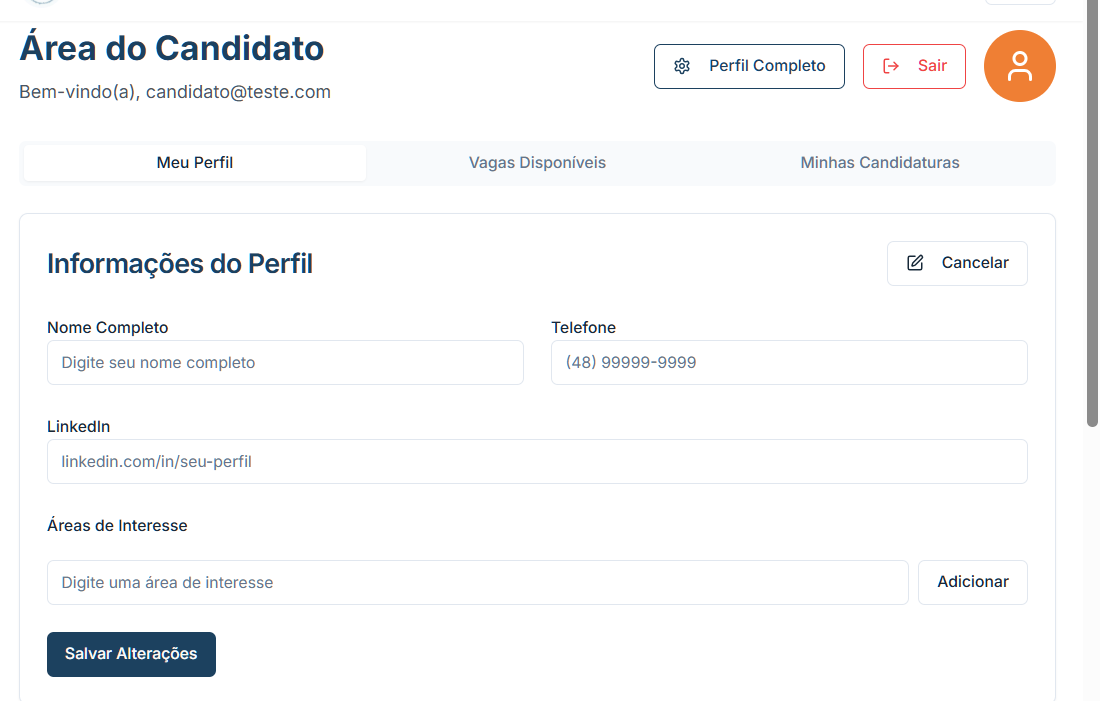 Área do Candidato
Bem-vindo(a), candidato@teste.com
Perfil Completo
Sair
Meu Perfil
Vagas Disponíveis
Minhas Candidaturas
Informações do Perfil
Cancelar
Nome Completo
Telefone
Digite seu nome completo
(48) 99999-9999
LinkedIn
linkedin.com/in/seu-perfil
Áreas de Interesse
Digite uma área de interesse
Adicionar
Salvar Alterações